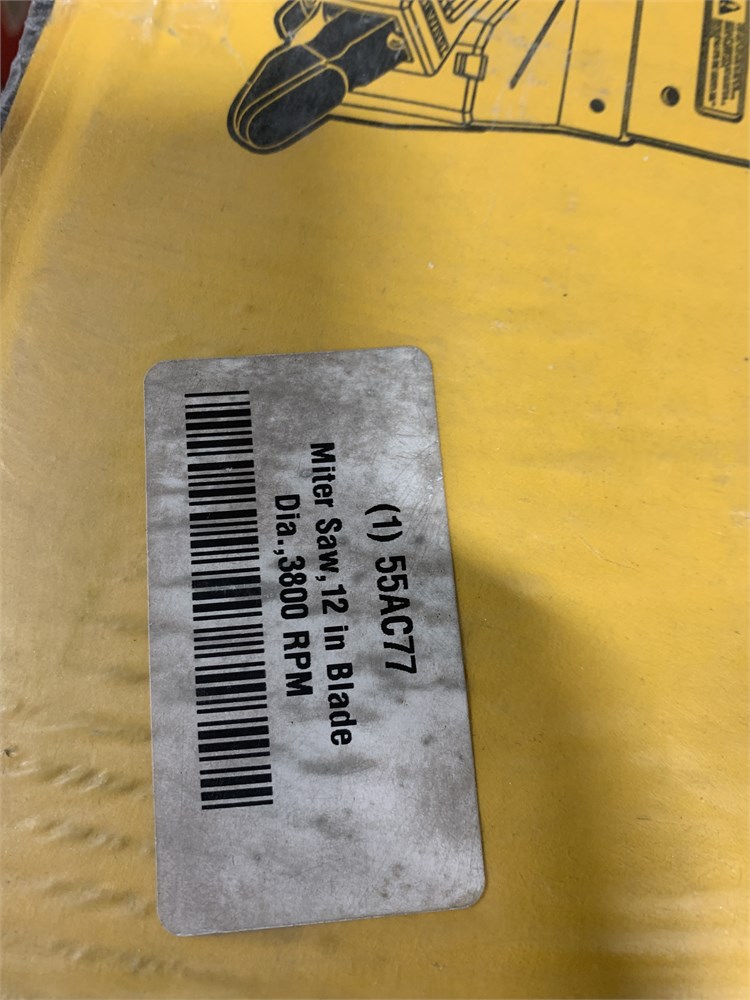 (1) 55AC77
Miter Saw,12 in Blade
Dia.,3800 RPM